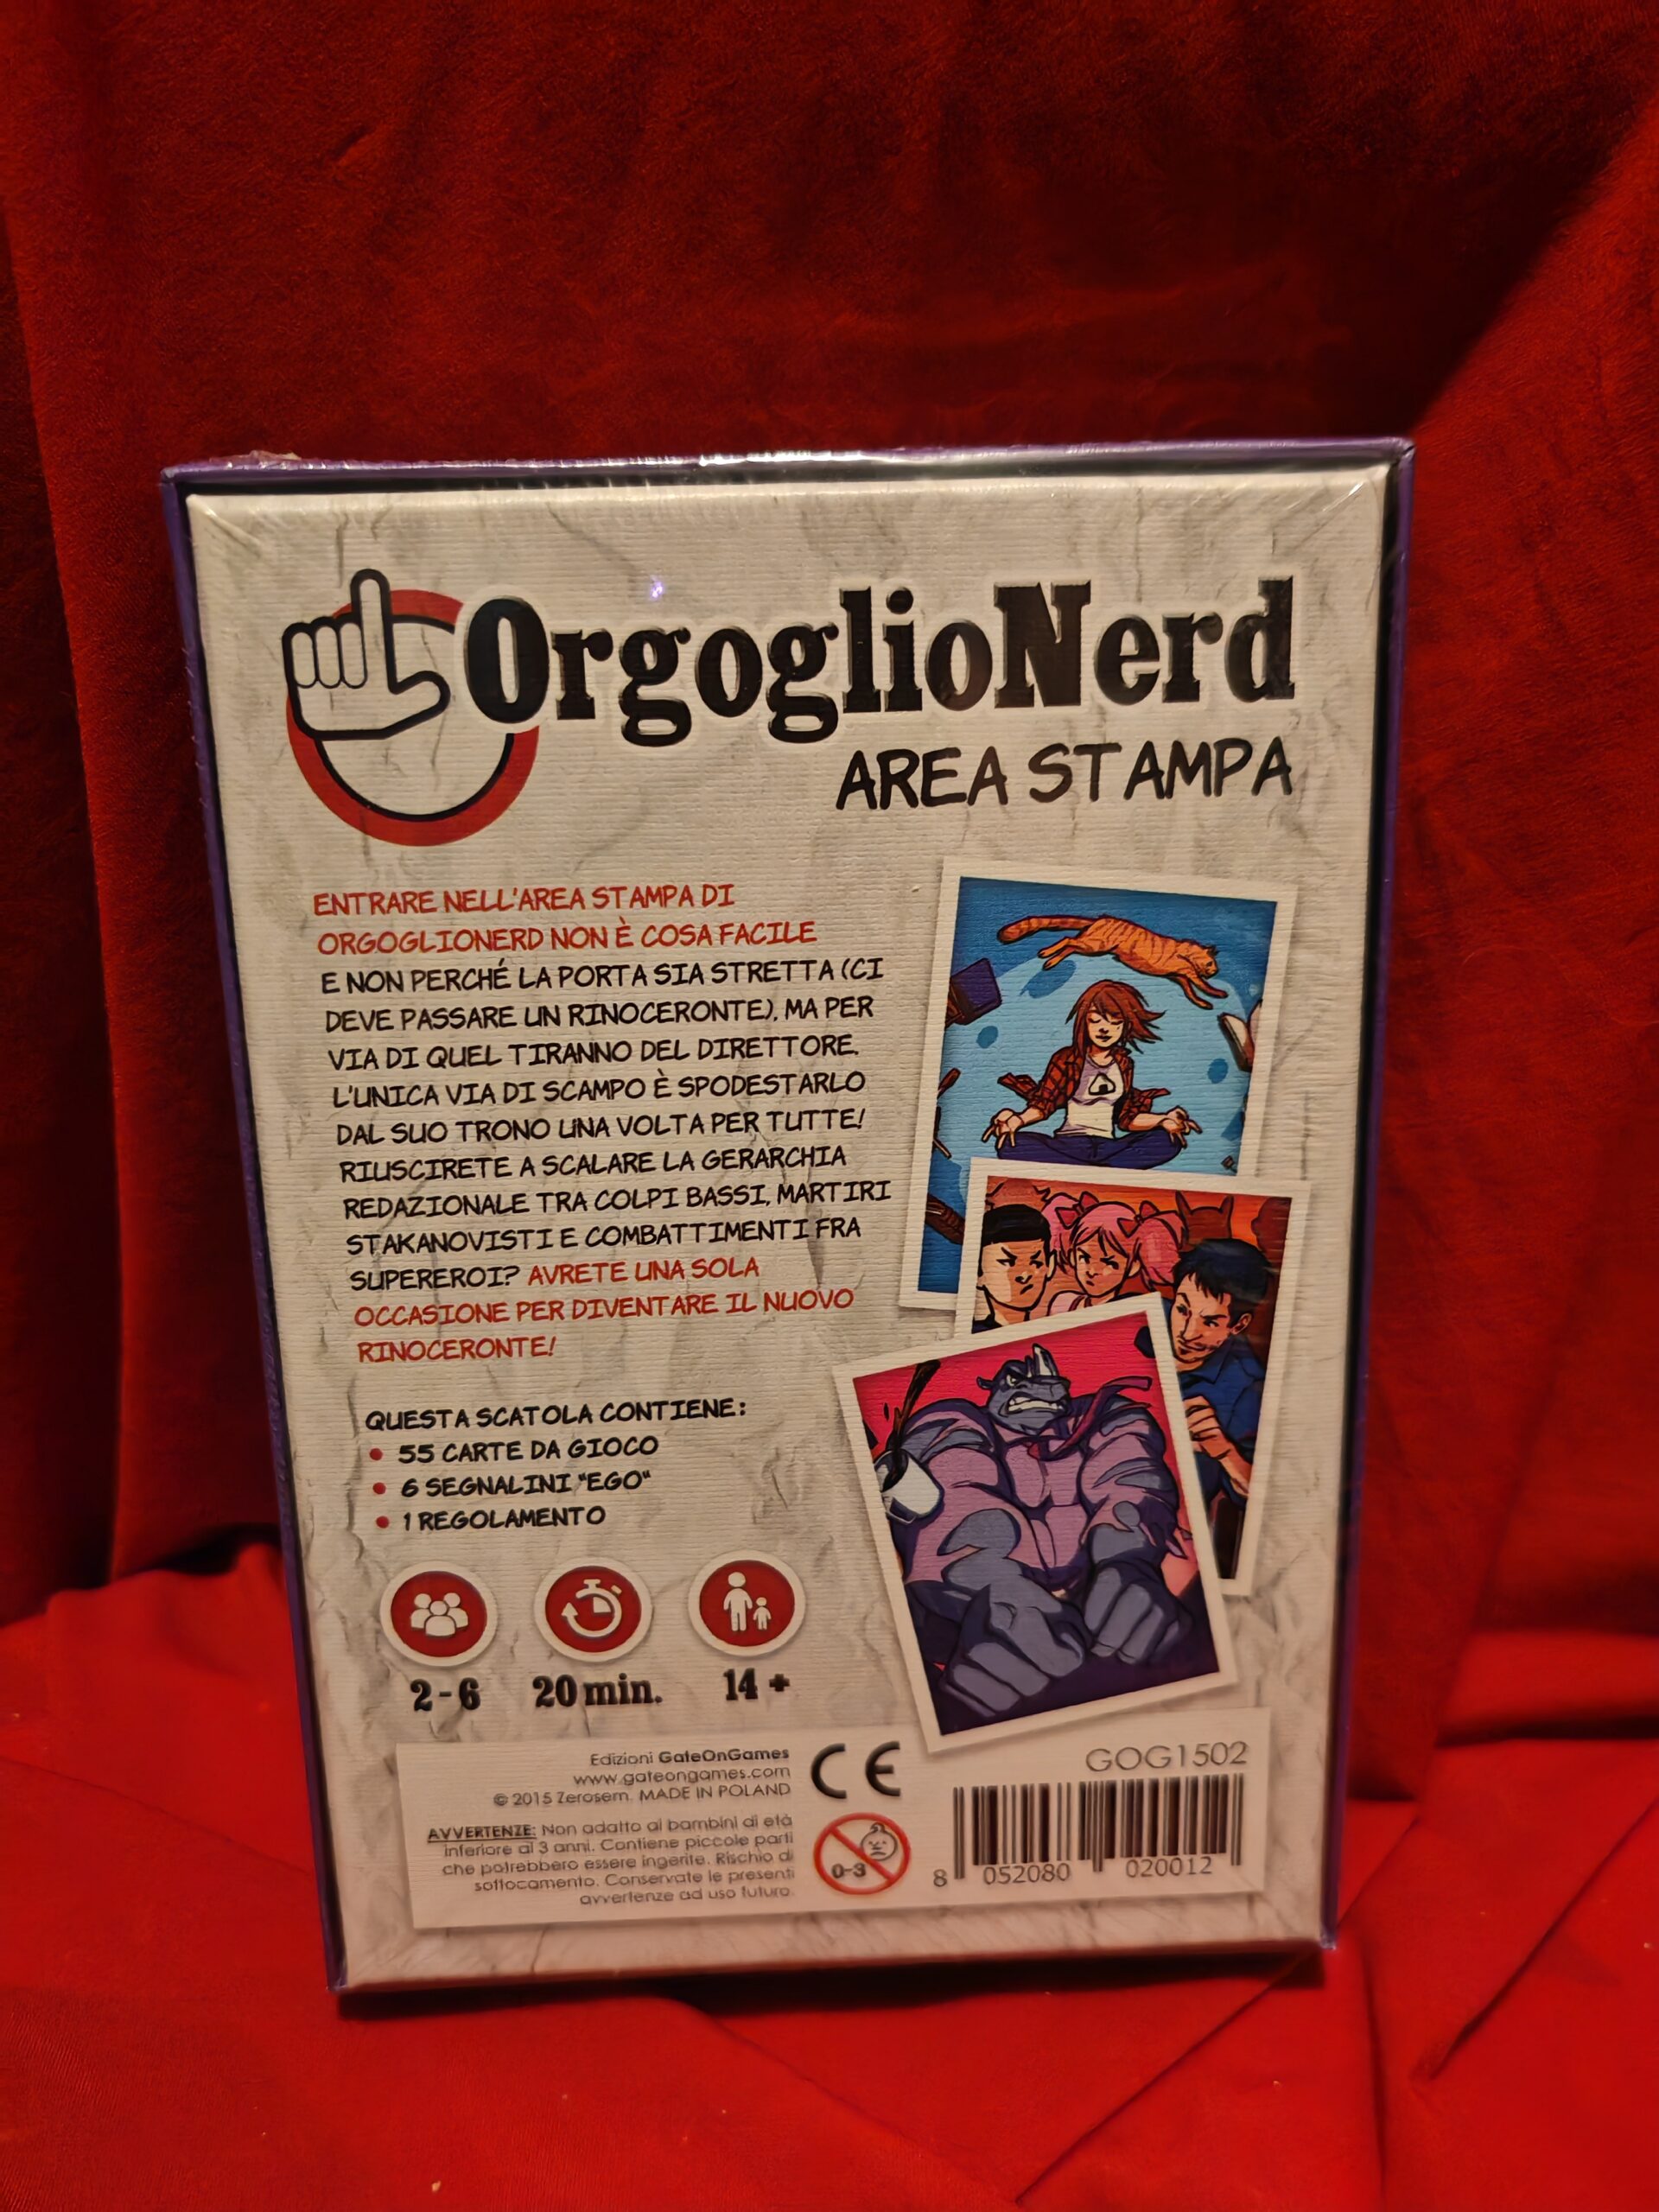 OrgoglioNerd
AREA STAMPA
ENTRARE NELL'AREA STAMPA DI
ORGOGLIONERD NON È COSA FACILE
E NON PERCHÉ LA PORTA SIA STRETTA (CI
DEVE PASSARE UN RINOCERONTE), MA PER
VIA DI QUEL TIRANNO DEL DIRETTORE.
L'UNICA VIA DI SCAMPO È SPODESTARLO
DAL SUO TRONO UNA VOLTA PER TUTTE!
RIUSCIRETE A SCALARE LA GERARCHIA
REDAZIONALE TRA COLPI BASSI, MARTIRI
STAKANOVISTI E COMBATTIMENTI FRA
SUPEREROI? AVRETE UNA SOLA
OCCASIONE PER DIVENTARE IL NUOVO
RINOCERONTE!
QUESTA SCATOLA CONTIENE:
• 55 CARTE DA GIOCO
• 6 SEGNALINI "EGO"
• 1 REGOLAMENTO
2-6
20 min.
14 +
Edizioni GateOnGames
www.gateongames.com
© 2015 Zerosem. MADE IN POLAND
AVVERTENZE: Non adatto ai bambini di età
inferiore ai 3 anni. Contiene piccole parti
che potrebbero essere ingerite. Rischio di
soffocamento. Conservate le presenti
avvertenze ad uso futuro.
CE
0-3
GOG1502
8 052080 020012